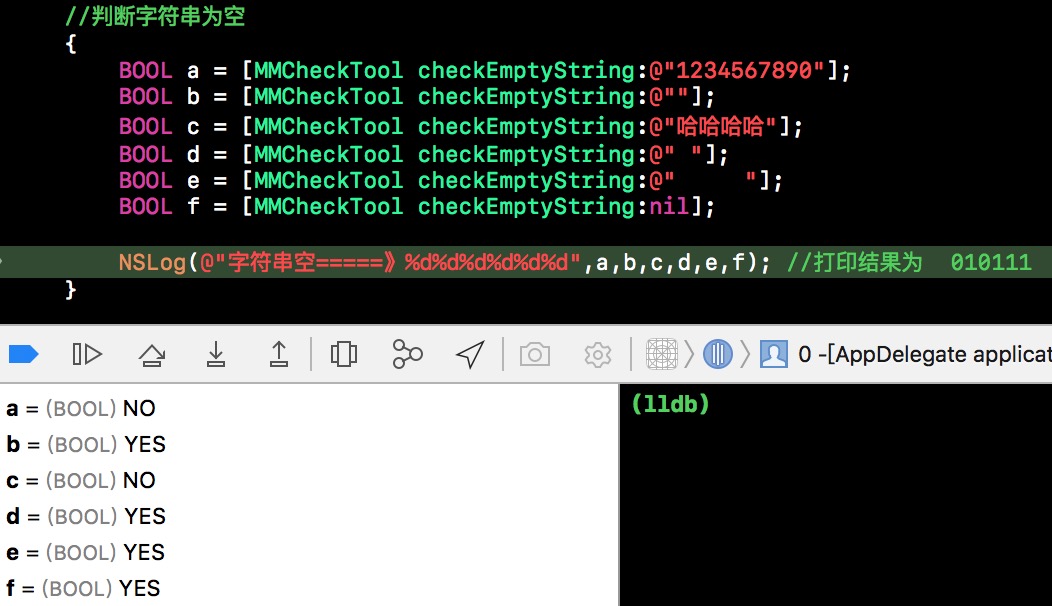 //判断字符串为空
{
BOOL a = [MMCheckTool checkEmptyString:@"1234567890"];
BOOL b = [MMCheckTool checkEmptyString:@""];
BOOL c = [MMCheckTool checkEmptyString:@"哈哈哈哈"];
BOOL d = [MMCheckTool checkEmptyString:@" "];
BOOL e = [MMCheckTool checkEmptyString:@"     "];
BOOL f = [MMCheckTool checkEmptyString:nil];
NSLog(@"字符串空=====》%d%d%d%d%d%d",a,b,c,d,e,f); //打印结果为  010111
}
0 -[AppDelegate applicat
a = (BOOL) NO
b = (BOOL) YES
c = (BOOL) NO
d = (BOOL) YES
e = (BOOL) YES
f = (BOOL) YES
(lldb)